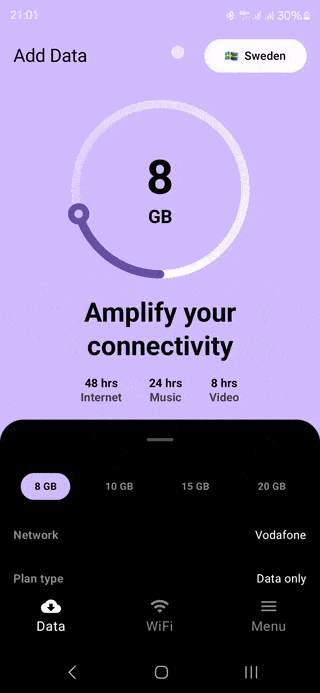 21:01
30%
Add Data
Sweden
8
GB
Amplify your
connectivity
48 hrs 24 hrs 8 hrs
Internet Music Video
8 GB 10 GB 15 GB 20 GB
Network Vodafone
Plan type Data only
Data WiFi Menu